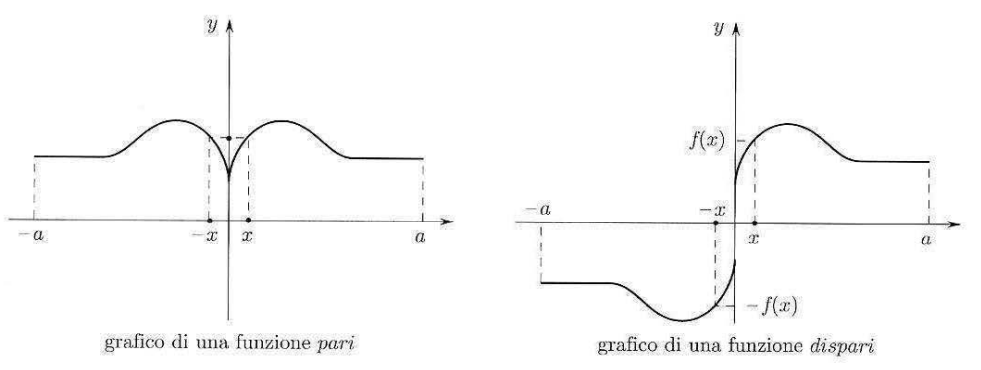 y
−a −x x a
grafico di una funzione pari
y
f(x)
−a −x x a
−f(x)
grafico di una funzione dispari